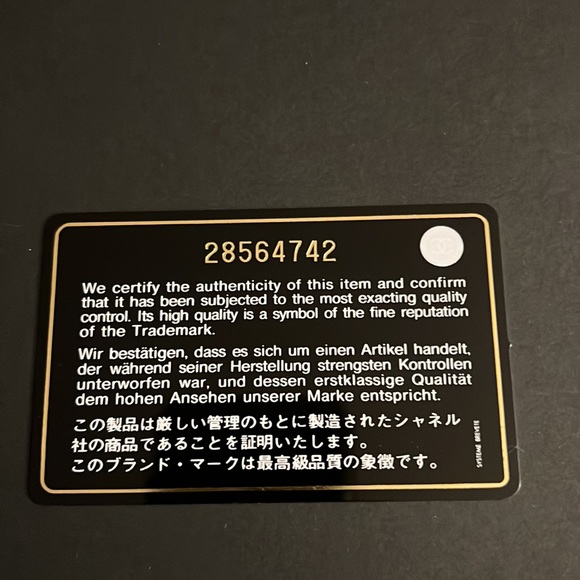 28564742
We certify the authenticity of this item and confirm
that it has been subjected to the most exacting quality
control. Its high quality is a symbol of the fine reputation
of the Trademark.
Wir bestätigen, dass es sich um einen Artikel handelt,
der während seiner Herstellung strengsten Kontrollen
unterworfen war, und dessen erstklassige Qualität
dem hohen Ansehen unserer Marke entspricht.
この製品は厳しい管理のもとに製造されたシャネル
社の商品であることを証明いたします。
このブランド・マークは最高級品質の象徴です。
SYSTEME BREVETE